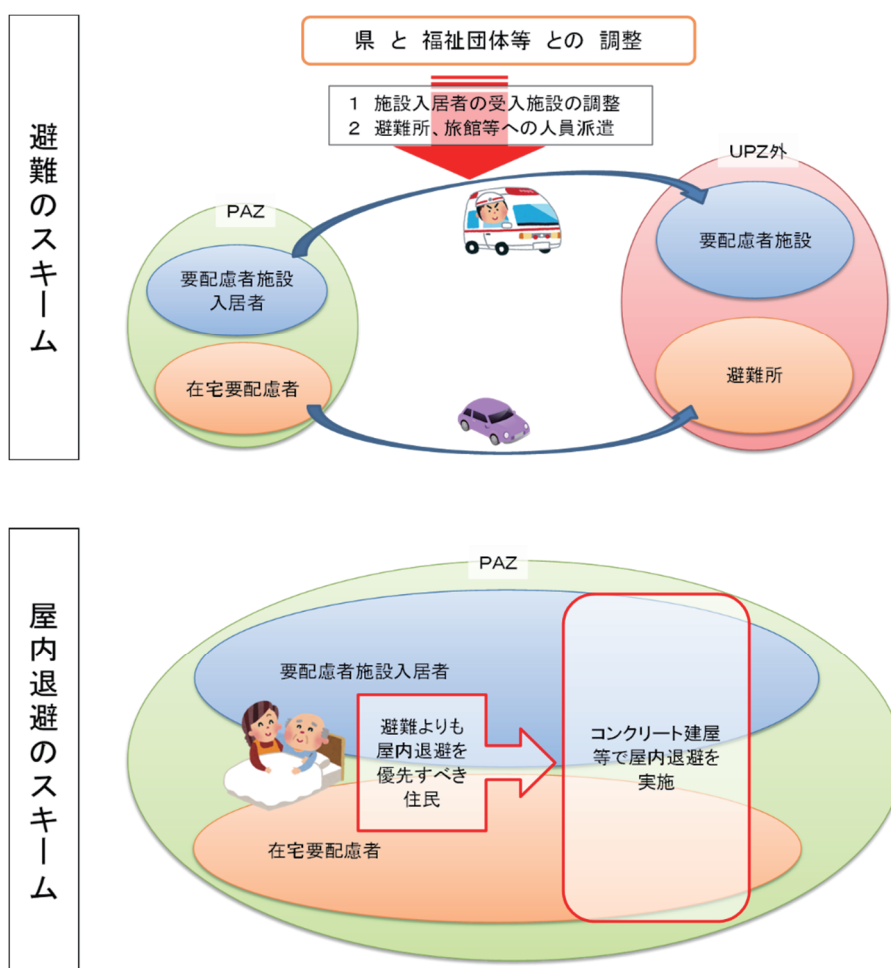 避難のスキーム
県 と 福祉団体等 との 調整
1 施設入居者の受入施設の調整
2 避難所、旅館等への人員派遣
PAZ
UPZ外
要配慮者施設
入居者
要配慮者施設
在宅要配慮者
避難所
屋内退避のスキーム
PAZ
要配慮者施設入居者
避難よりも
屋内退避を
優先すべき
住民
コンクリート建屋
等で屋内退避を
実施
在宅要配慮者